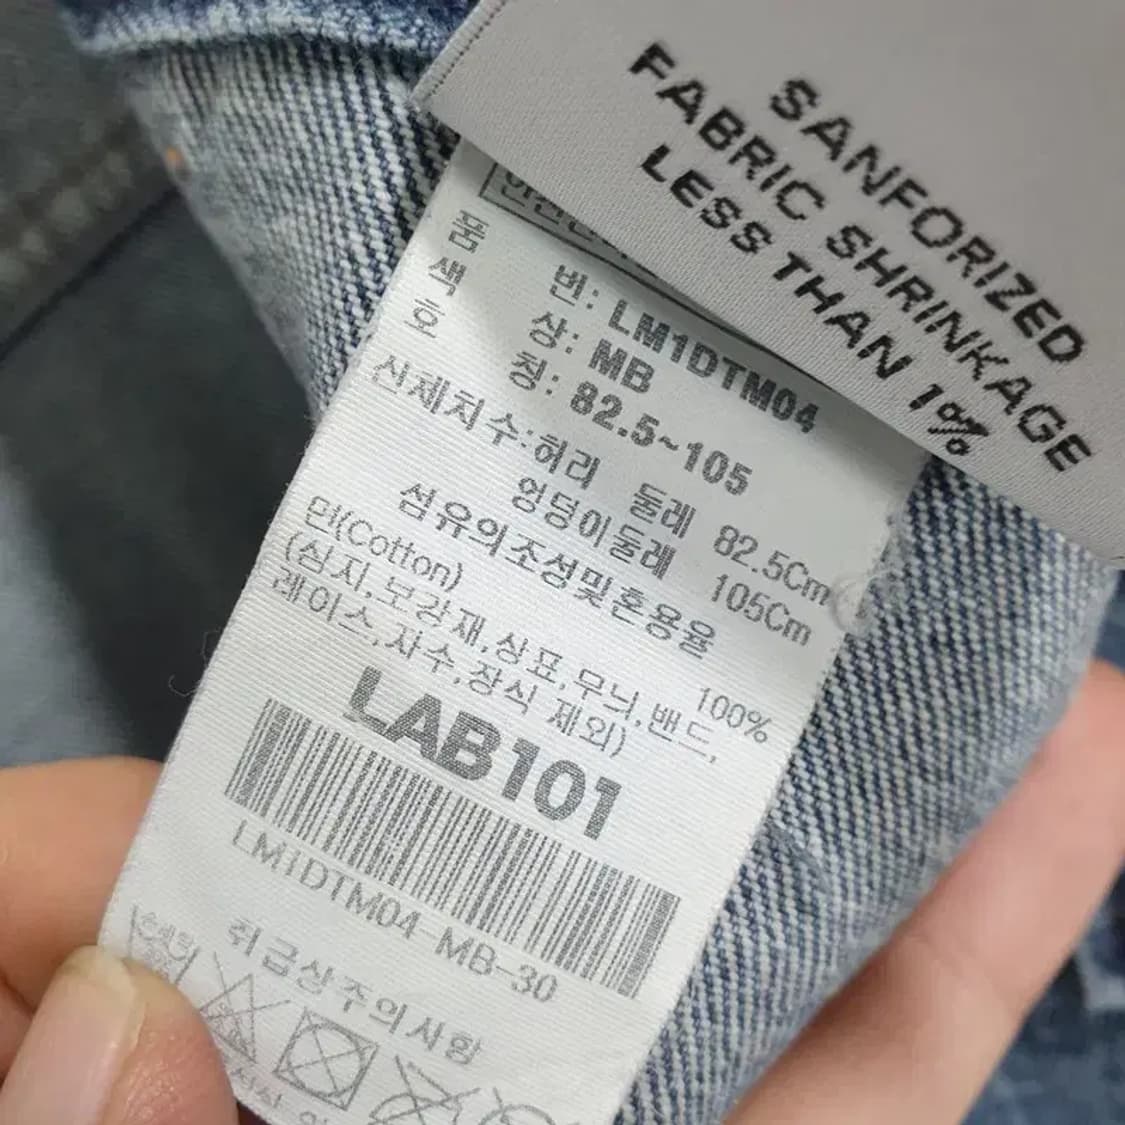 SANFORIZED
FABRIC SHRINKAGE
LESS THAN 1%
품 번: LM1DTM04
색 상: MB
호 칭: 82.5~105
신체치수:허리 둘레 82.5Cm
엉덩이둘레 105Cm
섬유의조성및혼용율
면(Cotton) 100%
(심지,보강재,상표,무늬,밴드,
레이스,자수,장식 제외)
LAB101
LM1DTM04-MB-30
취급상주의사항